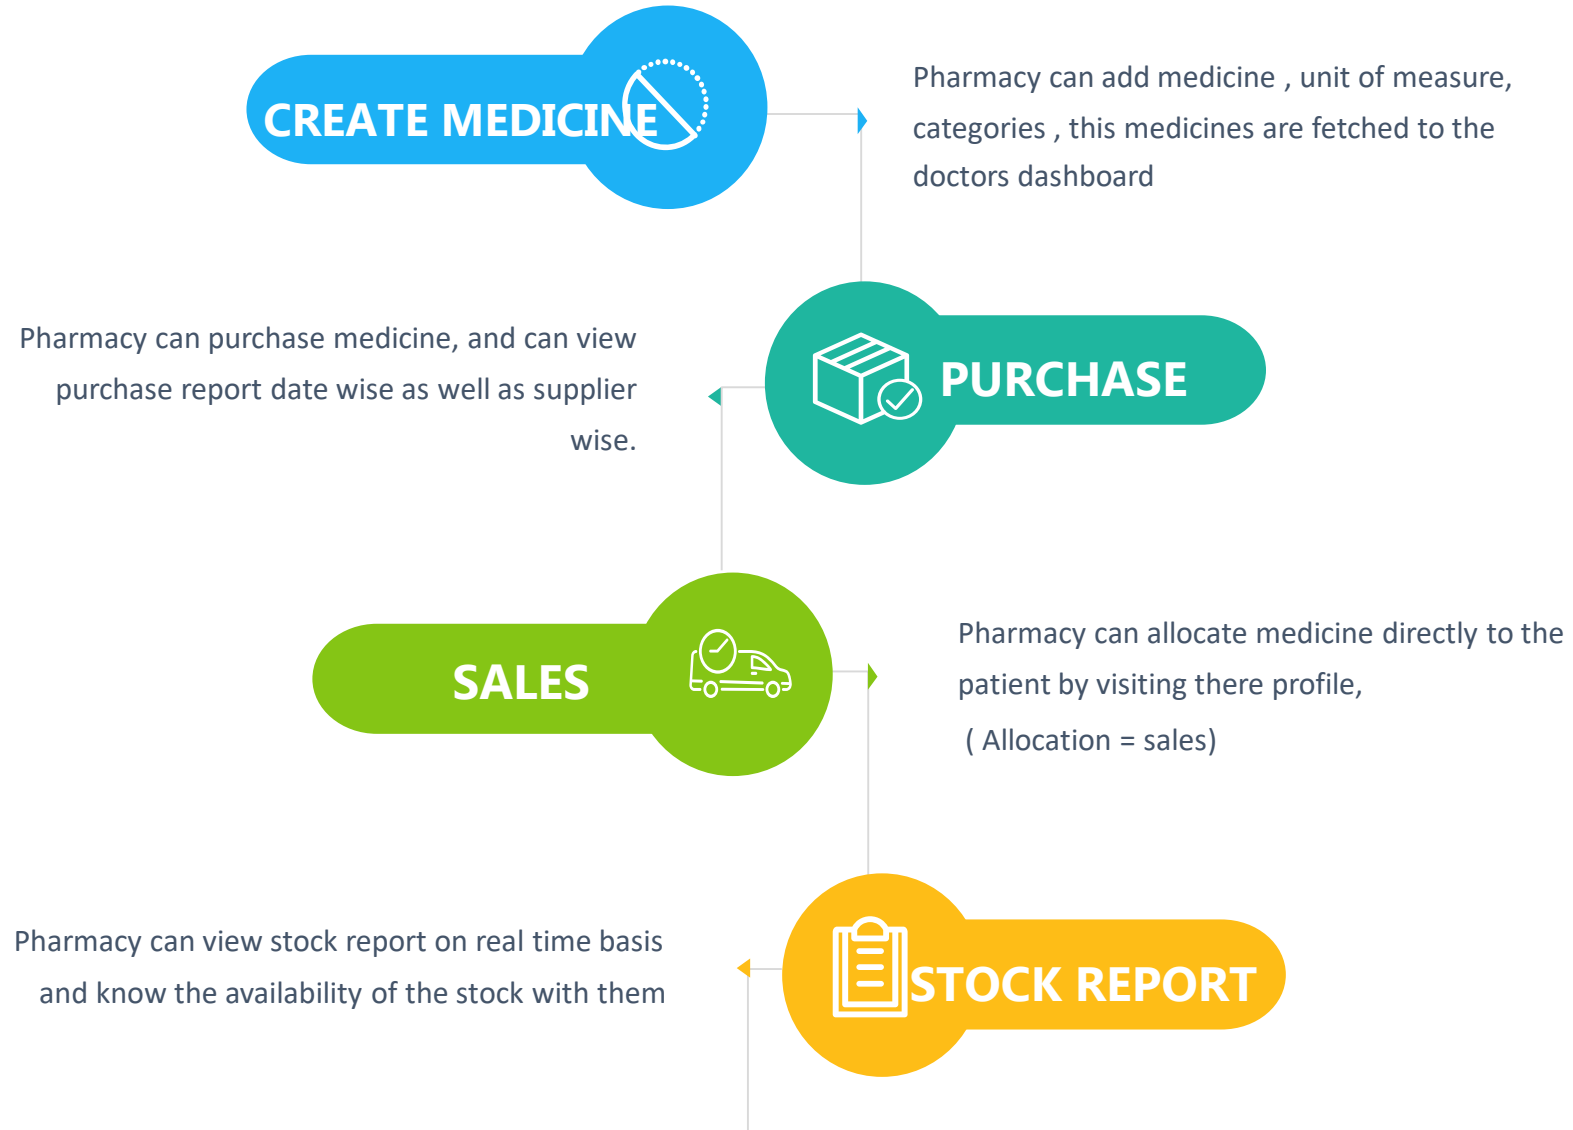 CREATE MEDICINE
Pharmacy can add medicine , unit of measure,
categories , this medicines are fetched to the
doctors dashboard
PURCHASE
Pharmacy can purchase medicine, and can view
purchase report date wise as well as supplier
wise.
SALES
Pharmacy can allocate medicine directly to the
patient by visiting there profile,
( Allocation = sales)
STOCK REPORT
Pharmacy can view stock report on real time basis
and know the availability of the stock with them